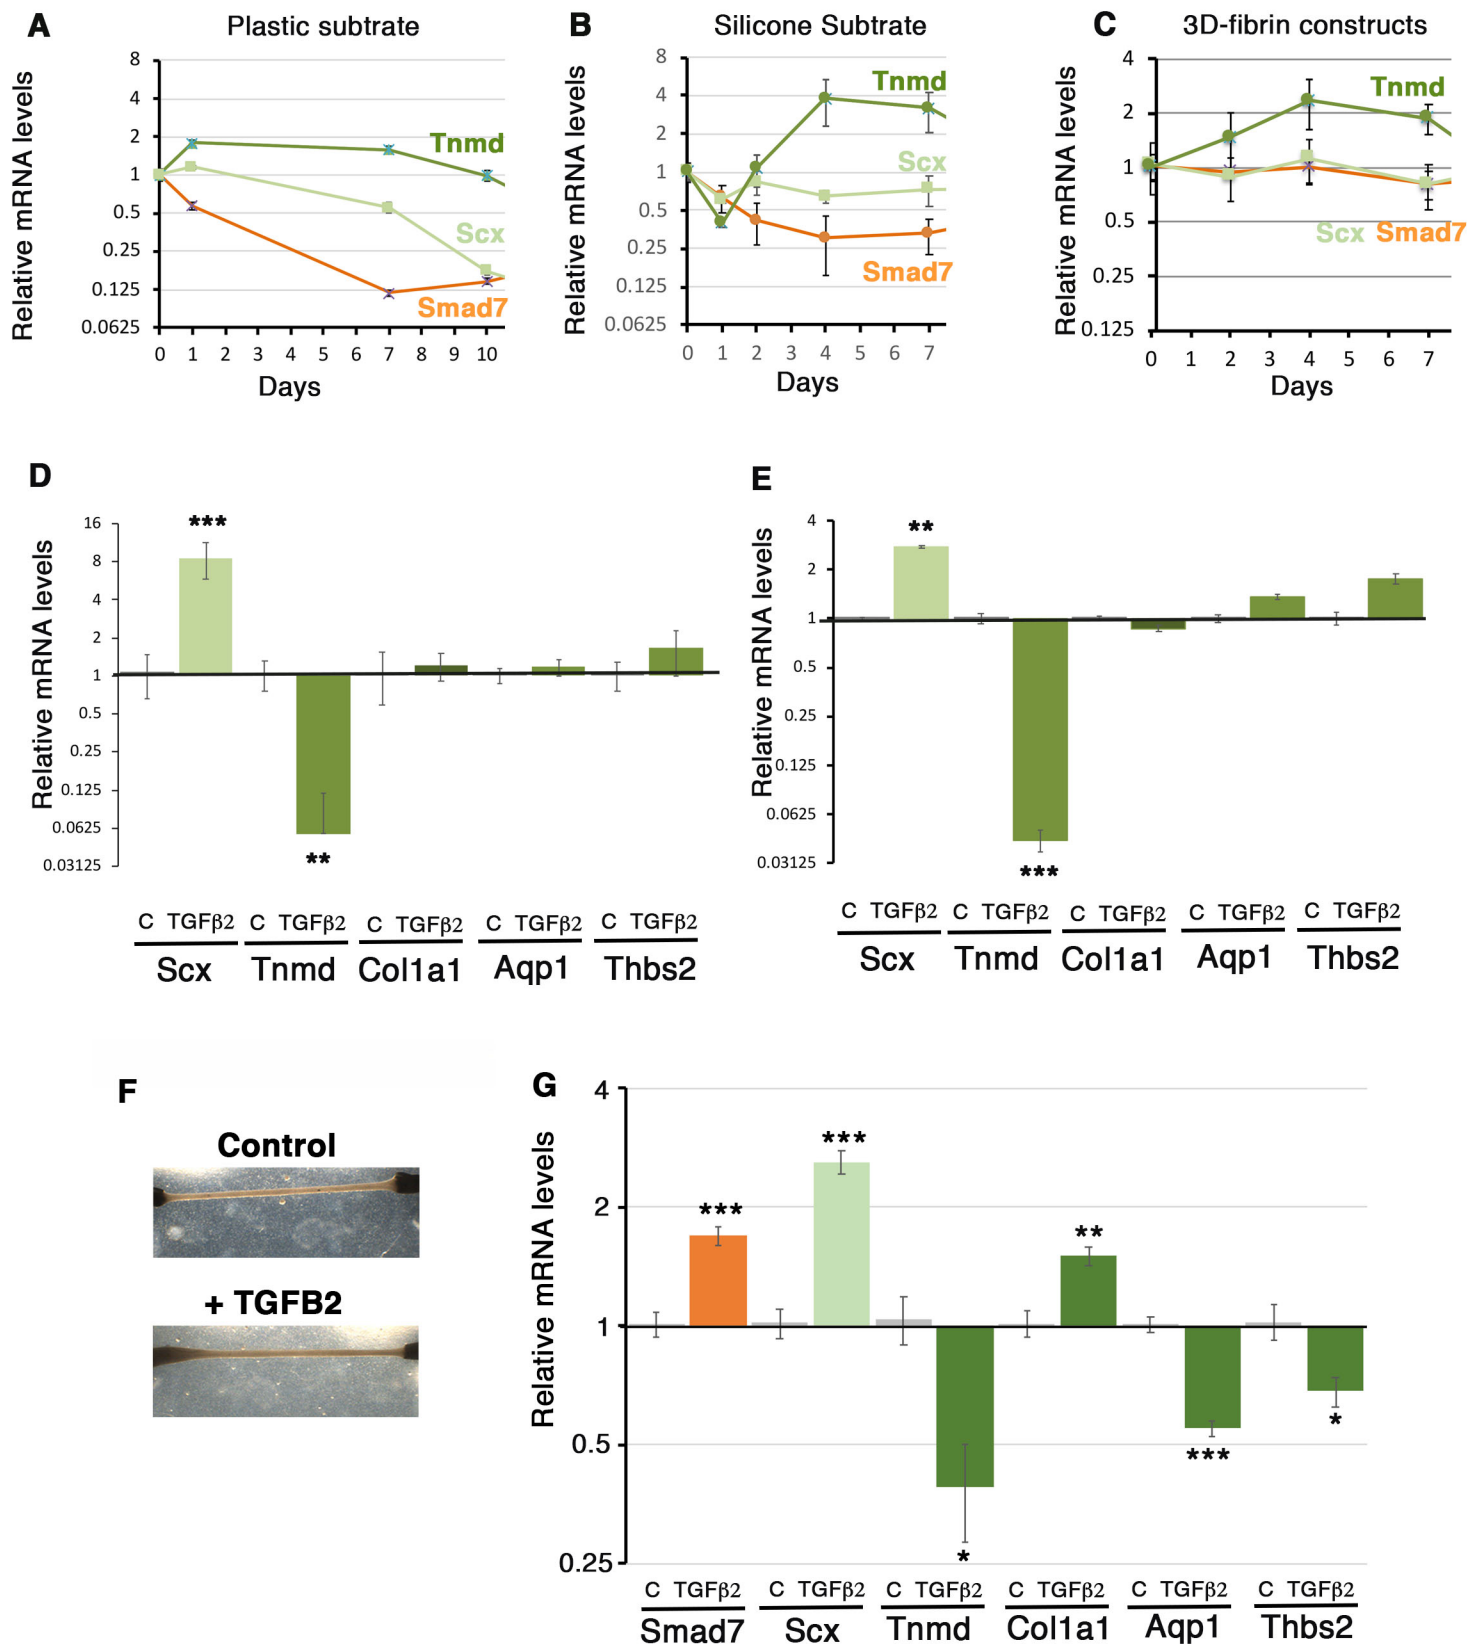 A
Plastic subtrate
Relative mRNA levels
8
4
2
1
0.5
0.25
0.125
0.0625
Tnmd
Scx
Smad7
0 1 2 3 4 5 6 7 8 9 10
Days
B
Silicone Subtrate
Relative mRNA levels
8
4
2
1
0.5
0.25
0.125
0.0625
Tnmd
Scx
Smad7
0 1 2 3 4 5 6 7
Days
C
3D-fibrin constructs
Relative mRNA levels
4
2
1
0.5
0.25
0.125
Tnmd
Scx Smad7
0 1 2 3 4 5 6 7
Days
D
Relative mRNA levels
16
8
4
2
1
0.5
0.25
0.125
0.0625
0.03125
***
**
C TGFβ2 C TGFβ2 C TGFβ2 C TGFβ2 C TGFβ2
Scx Tnmd Col1a1 Aqp1 Thbs2
E
Relative mRNA levels
4
2
1
0.5
0.25
0.125
0.0625
0.03125
**
***
C TGFβ2 C TGFβ2 C TGFβ2 C TGFβ2 C TGFβ2
Scx Tnmd Col1a1 Aqp1 Thbs2
F
Control
+ TGFB2
G
Relative mRNA levels
4
2
1
0.5
0.25
***
***
*
**
***
*
C TGFβ2 C TGFβ2 C TGFβ2 C TGFβ2 C TGFβ2 C TGFβ2
Smad7 Scx Tnmd Col1a1 Aqp1 Thbs2